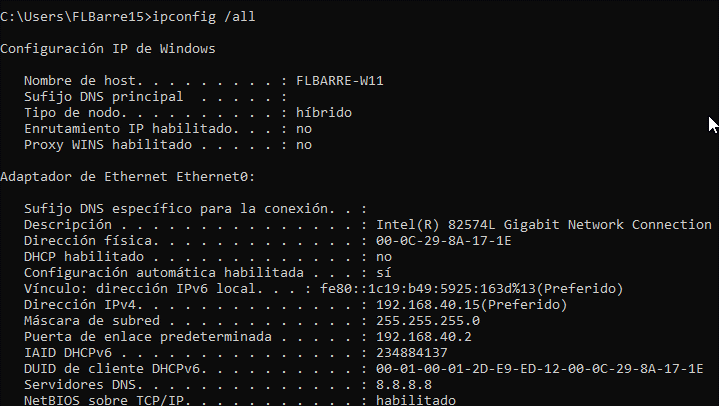 C:\Users\FLBarre15>ipconfig /all
Configuración IP de Windows
Nombre de host. . . . . . . . . : FLBARRE-W11
Sufijo DNS principal  . . . . . :
Tipo de nodo. . . . . . . . . . : híbrido
Enrutamiento IP habilitado. . . : no
Proxy WINS habilitado . . . . . : no
Adaptador de Ethernet Ethernet0:
Sufijo DNS específico para la conexión. . :
Descripción . . . . . . . . . . . . . . . : Intel(R) 82574L Gigabit Network Connection
Dirección física. . . . . . . . . . . . . : 00-0C-29-8A-17-1E
DHCP habilitado . . . . . . . . . . . . . : no
Configuración automática habilitada . . . : sí
Vínculo: dirección IPv6 local. . . : fe80::1c19:b49:5925:163d%13(Preferido)
Dirección IPv4. . . . . . . . . . . . . . : 192.168.40.15(Preferido)
Máscara de subred . . . . . . . . . . . . : 255.255.255.0
Puerta de enlace predeterminada . . . . . : 192.168.40.2
IAID DHCPv6 . . . . . . . . . . . . . . . : 234884137
DUID de cliente DHCPv6. . . . . . . . . . : 00-01-00-01-2D-E9-ED-12-00-0C-29-8A-17-1E
Servidores DNS. . . . . . . . . . . . . . : 8.8.8.8
NetBIOS sobre TCP/IP. . . . . . . . . . . : habilitado